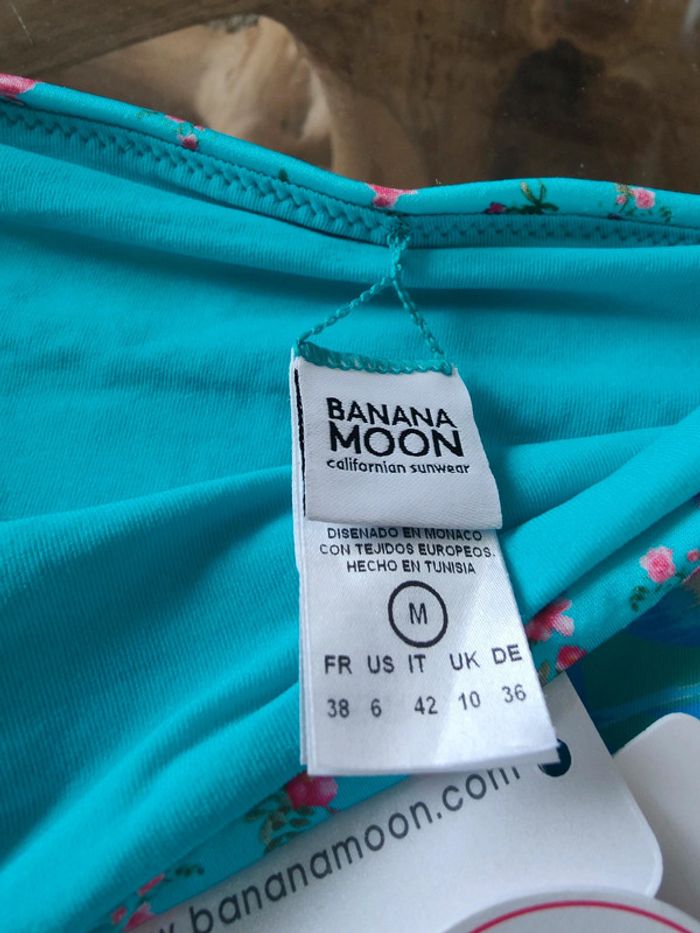 BANANA
MOON
californian sunwear
DISENADO EN MONACO
CON TEJIDOS EUROPEOS.
HECHO EN TUNISIA
M
FR US IT UK DE
38 6 42 10 36
.bananamoon.com